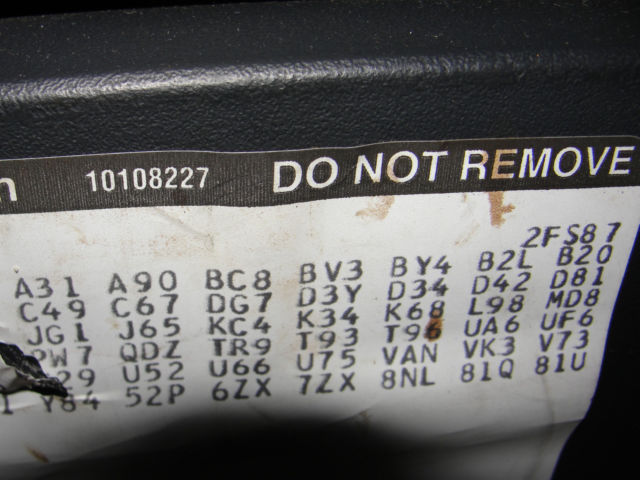 10108227 DO NOT REMOVE
2FS87
A31 A90 BC8 BV3 BY4 B2L B20
C49 C67 DG7 D3Y D34 D42 D81
JG1 J65 KC4 K34 K68 L98 MD8
PW7 QDZ TR9 T93 T96 UA6 UF6
U52 U66 U75 VAN VK3 V73
Y84 52P 6ZX 7ZX 8NL 81Q 81U